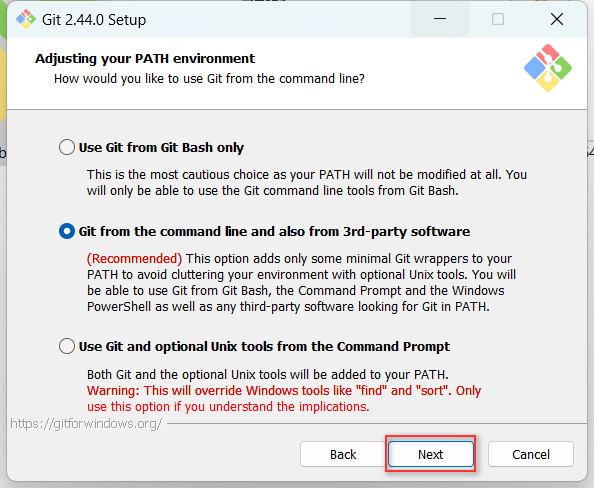 Git 2.44.0 Setup
Adjusting your PATH environment
How would you like to use Git from the command line?
Use Git from Git Bash only
This is the most cautious choice as your PATH will not be modified at all. You
will only be able to use the Git command line tools from Git Bash.
Git from the command line and also from 3rd-party software
(Recommended) This option adds only some minimal Git wrappers to your
PATH to avoid cluttering your environment with optional Unix tools. You will
be able to use Git from Git Bash, the Command Prompt and the Windows
PowerShell as well as any third-party software looking for Git in PATH.
Use Git and optional Unix tools from the Command Prompt
Both Git and the optional Unix tools will be added to your PATH.
Warning: This will override Windows tools like "find" and "sort". Only
use this option if you understand the implications.
https://gitforwindows.org/
Back Next Cancel